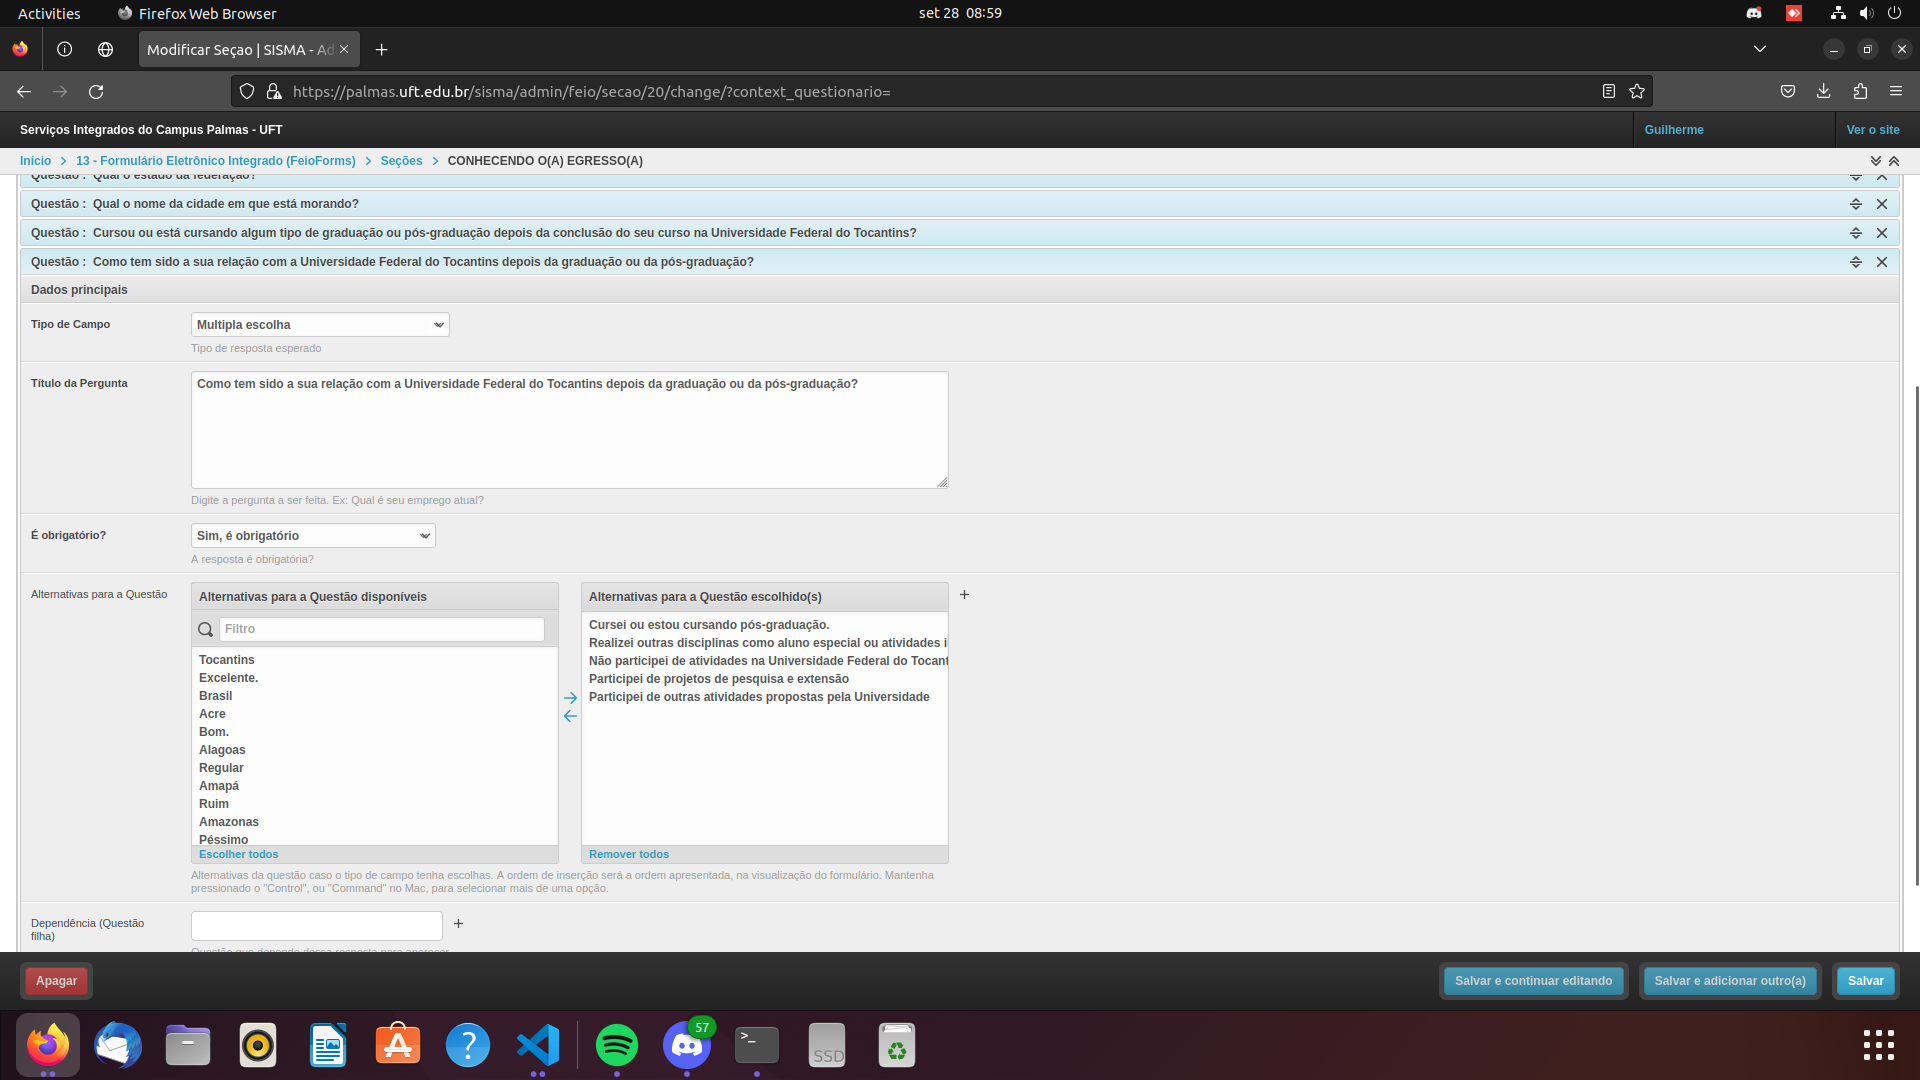 Activities
Firefox Web Browser
set 28 08:59
Modificar Seçao | SISMA - Ad
https://palmas.uft.edu.br/sisma/admin/feio/secao/20/change/?context_questionario=
Serviços Integrados do Campus Palmas - UFT
Guilherme
Ver o site
Início > 13 - Formulário Eletrônico Integrado (FeioForms) > Seções > CONHECENDO O(A) EGRESSO(A)
Questão : Qual o estado da federação?
Questão : Qual o nome da cidade em que está morando?
Questão : Cursou ou está cursando algum tipo de graduação ou pós-graduação depois da conclusão do seu curso na Universidade Federal do Tocantins?
Questão : Como tem sido a sua relação com a Universidade Federal do Tocantins depois da graduação ou da pós-graduação?
Dados principais
Tipo de Campo
Multipla escolha
Tipo de resposta esperado
Título da Pergunta
Como tem sido a sua relação com a Universidade Federal do Tocantins depois da graduação ou da pós-graduação?
Digite a pergunta a ser feita. Ex: Qual é seu emprego atual?
É obrigatório?
Sim, é obrigatório
A resposta é obrigatória?
Alternativas para a Questão
Alternativas para a Questão disponíveis
Filtro
Tocantins
Excelente.
Brasil
Acre
Bom.
Alagoas
Regular
Amapá
Ruim
Amazonas
Péssimo
Escolher todos
Alternativas para a Questão escolhido(s)
Cursei ou estou cursando pós-graduação.
Realizei outras disciplinas como aluno especial ou atividades i
Não participei de atividades na Universidade Federal do Tocant
Participei de projetos de pesquisa e extensão
Participei de outras atividades propostas pela Universidade
Remover todos
Alternativas da questão caso o tipo de campo tenha escolhas. A ordem de inserção será a ordem apresentada, na visualização do formulário. Mantenha
pressionado o "Control", ou "Command" no Mac, para selecionar mais de uma opção.
Dependência (Questão
filha)
Questão que depende dessa resposta para aparecer
Apagar
Salvar e continuar editando
Salvar e adicionar outro(a)
Salvar
57
SSD